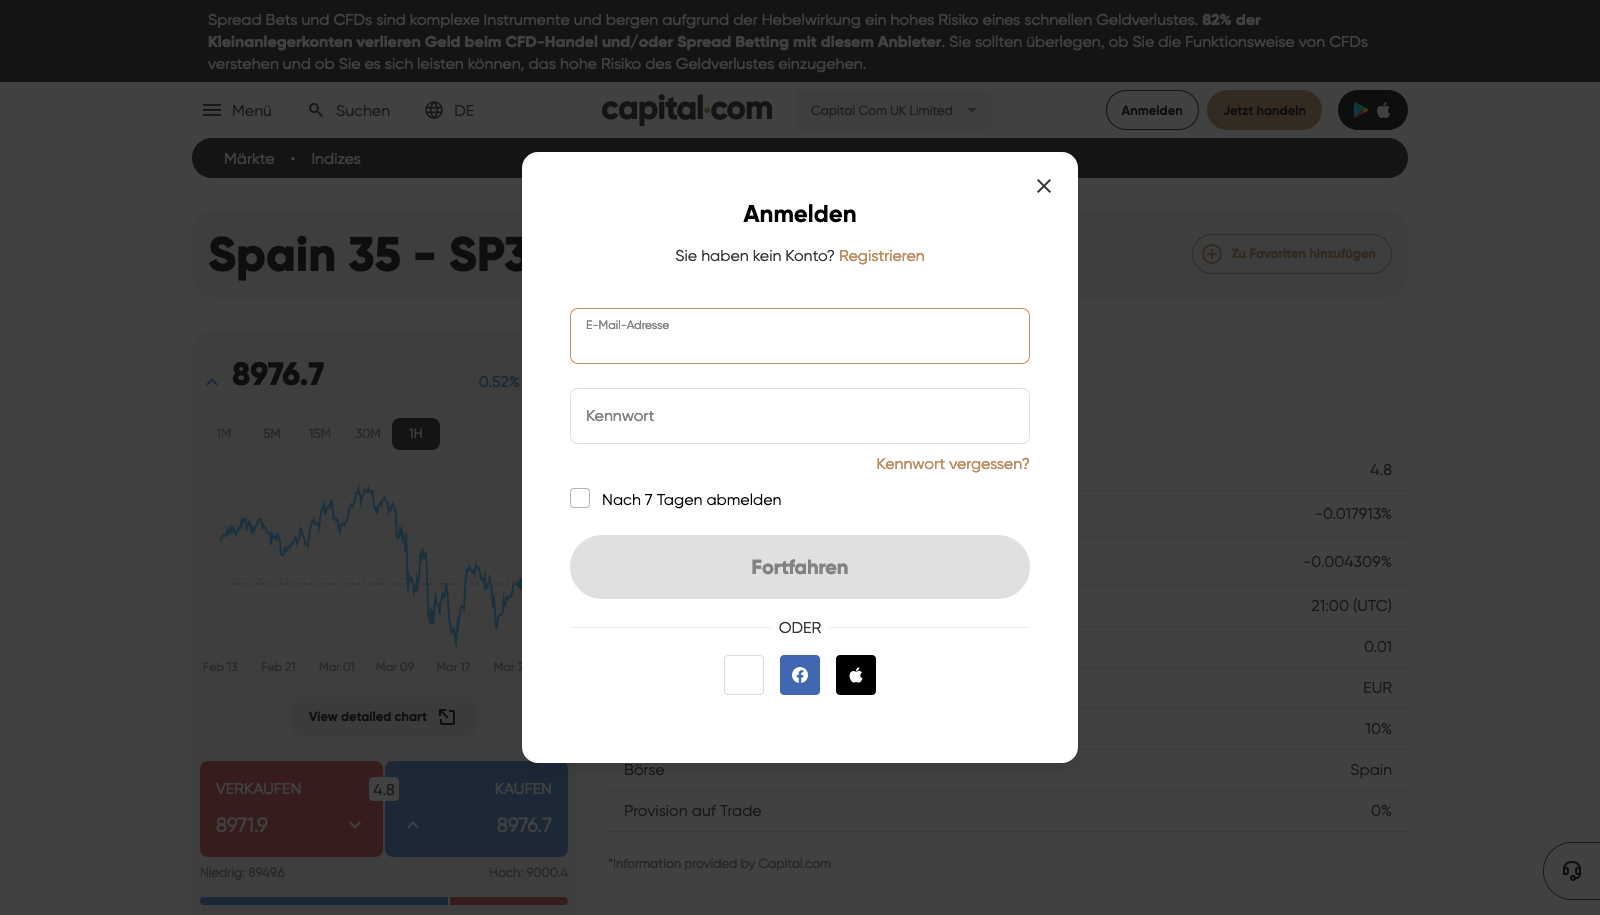 Spread Bets und CFDs sind komplexe Instrumente und bergen aufgrund der Hebelwirkung ein hohes Risiko eines schnellen Geldverlustes. 82% der
Kleinanlegerkonten verlieren Geld beim CFD-Handel und/oder Spread Betting mit diesem Anbieter. Sie sollten überlegen, ob Sie die Funktionsweise von CFDs
verstehen und ob Sie es sich leisten können, das hohe Risiko des Geldverlustes einzugehen.
Menü Suchen DE capital.com Capital Com UK Limited Anmelden Jetzt handeln
Märkte • Indizes
Spain 35 - SP3
Zu Favoriten hinzufügen
Anmelden
Sie haben kein Konto? Registrieren
E-Mail-Adresse
Kennwort
Kennwort vergessen?
Nach 7 Tagen abmelden
Fortfahren
ODER
8976.7 0.52%
1M 5M 15M 30M 1H
Feb 13 Feb 21 Mar 01 Mar 09 Mar 17 Mar
View detailed chart
VERKAUFEN 4.8 KAUFEN
8971.9 8976.7
Niedrig: 8949.6 Hoch: 9000.4
4.8
-0.017913%
-0.004309%
21:00 (UTC)
0.01
EUR
10%
Börse Spain
Provision auf Trade 0%
*Information provided by Capital.com